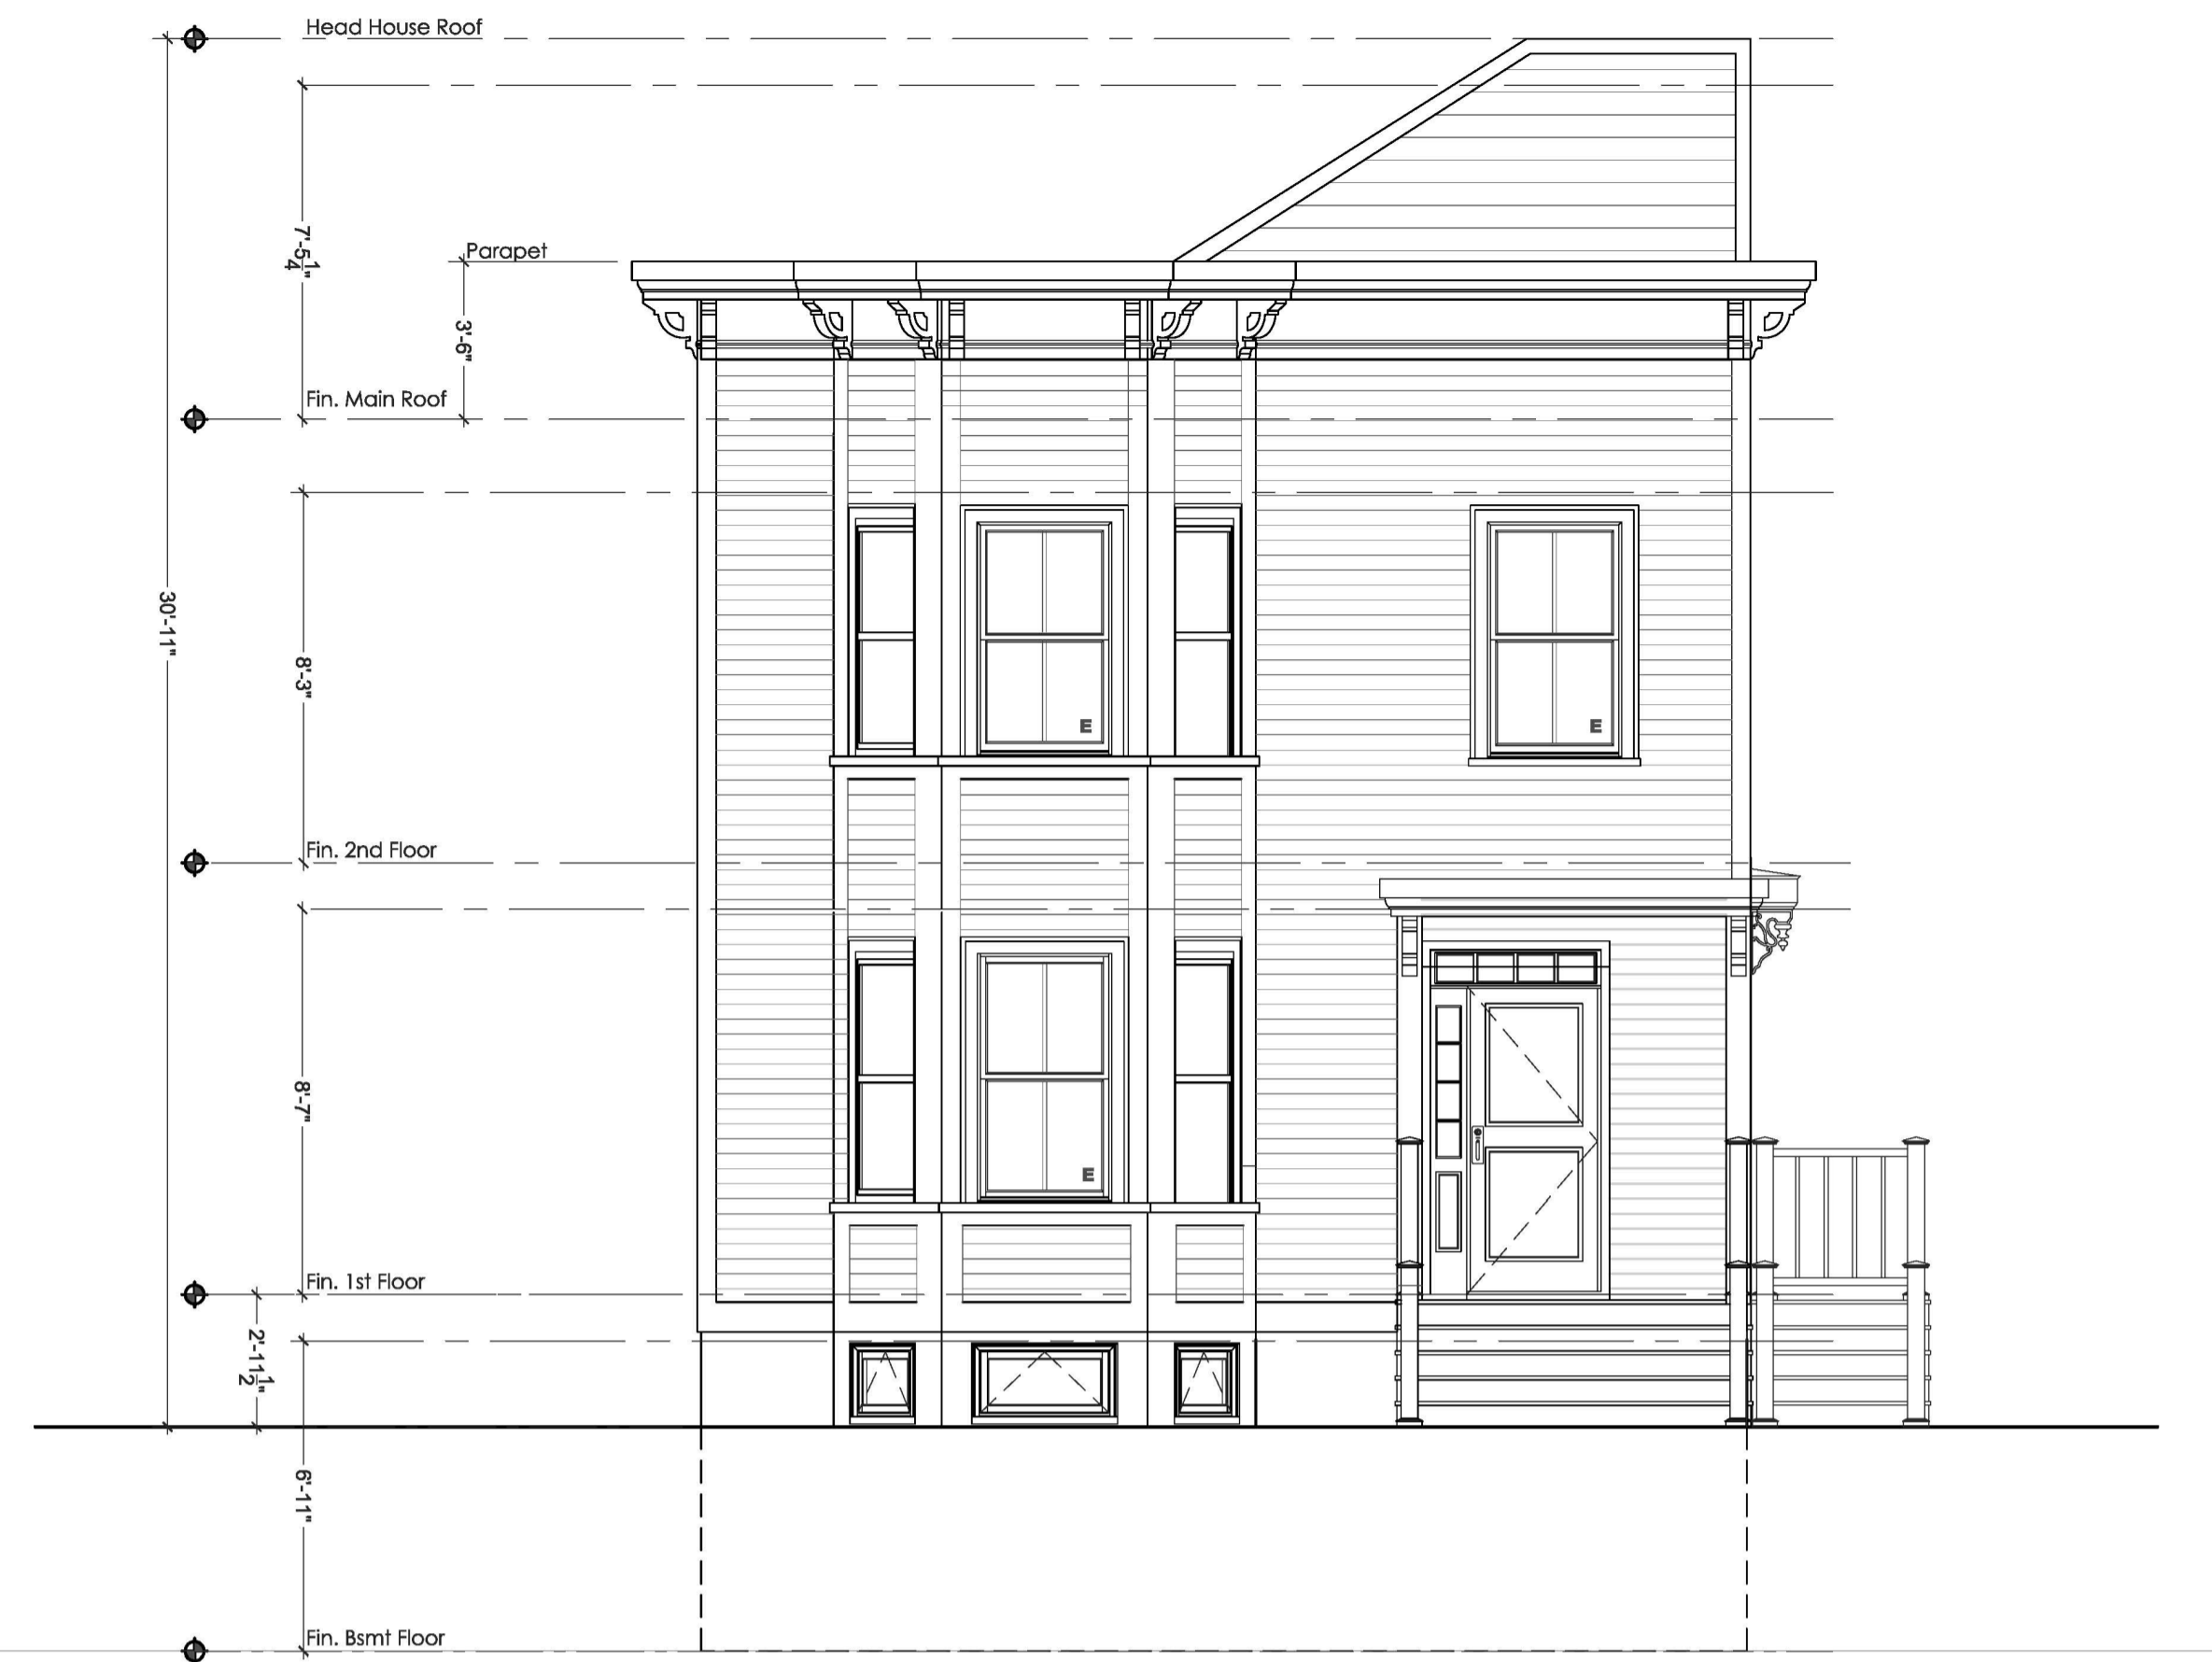 Head House Roof
7'-5 1/4"
Parapet
3'-6"
Fin. Main Roof
30'-11"
8'-3"
E
E
Fin. 2nd Floor
8'-7"
E
Fin. 1st Floor
2'-11 1/2"
6'-11"
Fin. Bsmt Floor